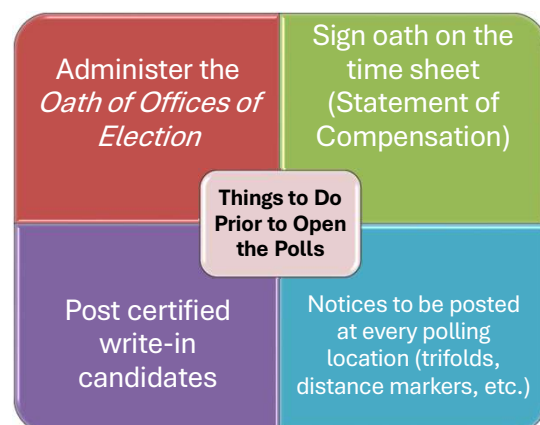 Administer the
Oath of Offices of
Election
Sign oath on the
time sheet
(Statement of
Compensation)
Things to Do
Prior to Open
the Polls
Post certified
write-in
candidates
Notices to be posted
at every polling
location (trifolds,
distance markers, etc.)